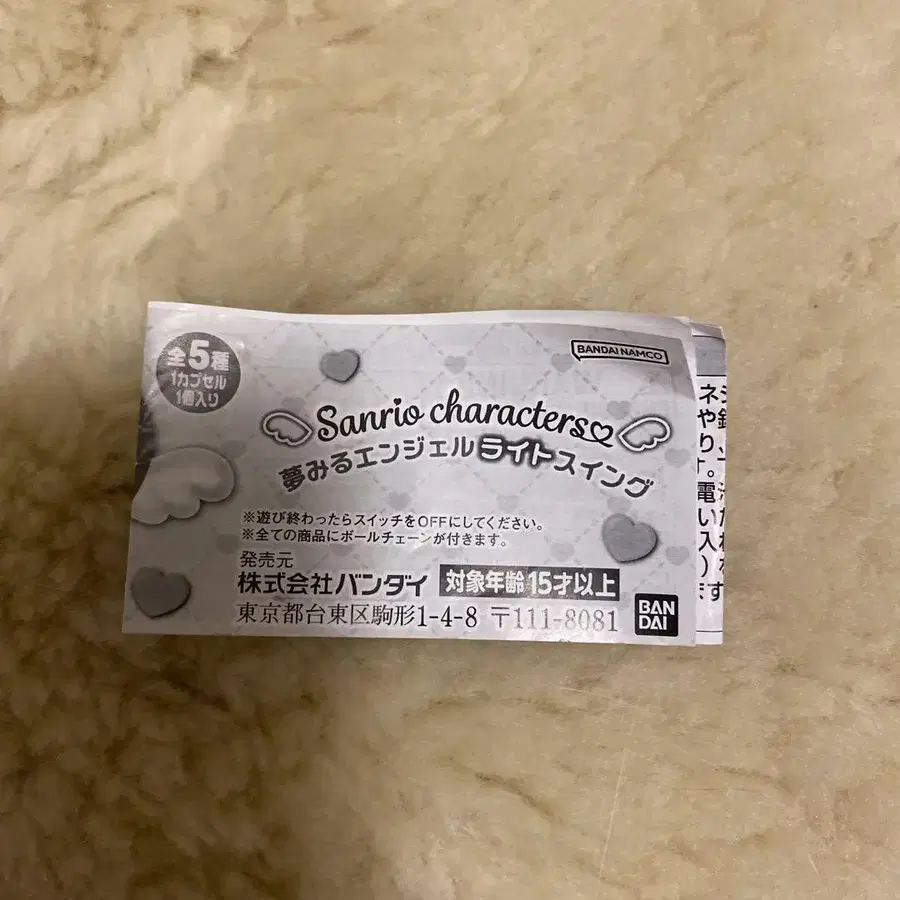 全5種
1カプセル
1個入り
BANDAI NAMCO
Sanrio characters♡
夢みるエンジェルライトスイング
※遊び終わったらスイッチをOFFにしてください。
※全ての商品にボールチェーンが付きます。
発売元
株式会社バンダイ 対象年齢15才以上
東京都台東区駒形1-4-8 〒111-8081
BAN
DAI